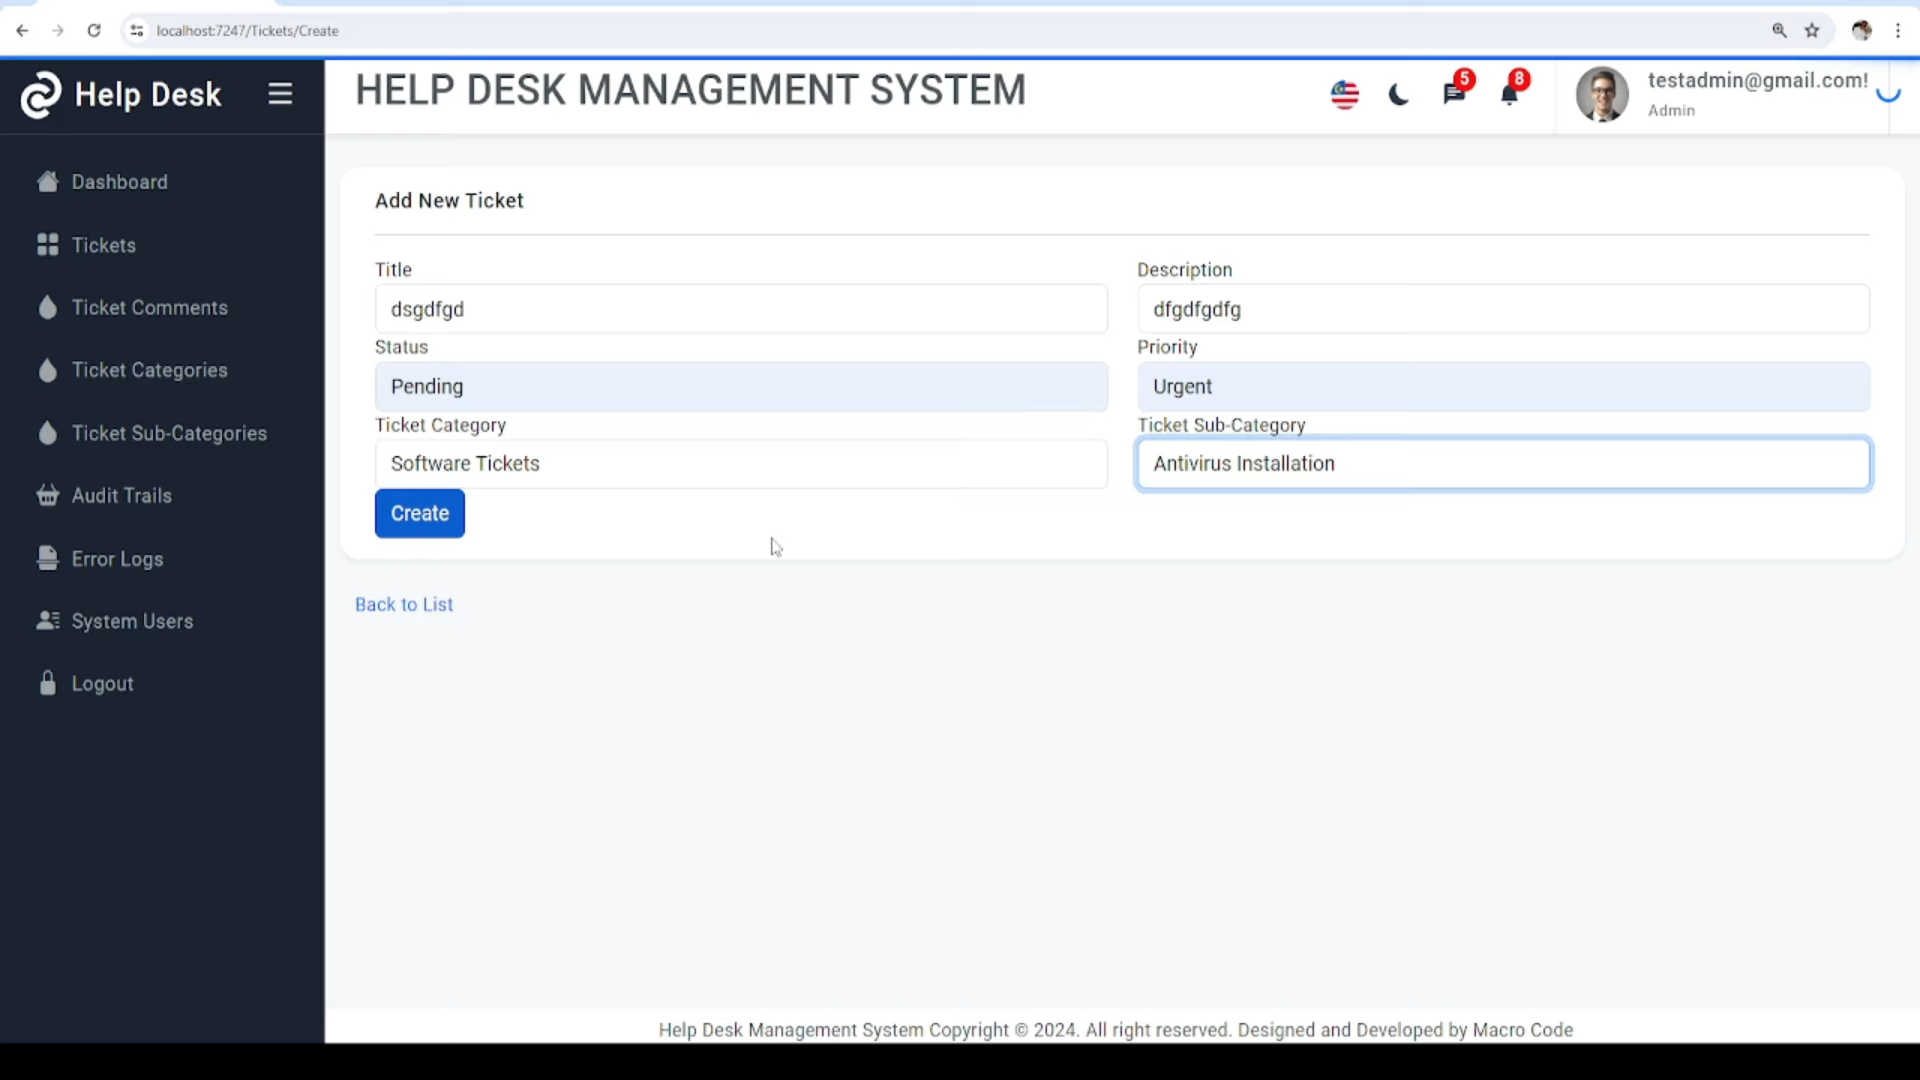 localhost:7247/Tickets/Create
Help Desk
HELP DESK MANAGEMENT SYSTEM
5
8
testadmin@gmail.com!
Admin
Dashboard
Tickets
Ticket Comments
Ticket Categories
Ticket Sub-Categories
Audit Trails
Error Logs
System Users
Logout
Add New Ticket
Title
Description
dsgdfgd
dfgdfgdfg
Status
Priority
Pending
Urgent
Ticket Category
Ticket Sub-Category
Software Tickets
Antivirus Installation
Create
Back to List
Help Desk Management System Copyright © 2024. All right reserved. Designed and Developed by Macro Code